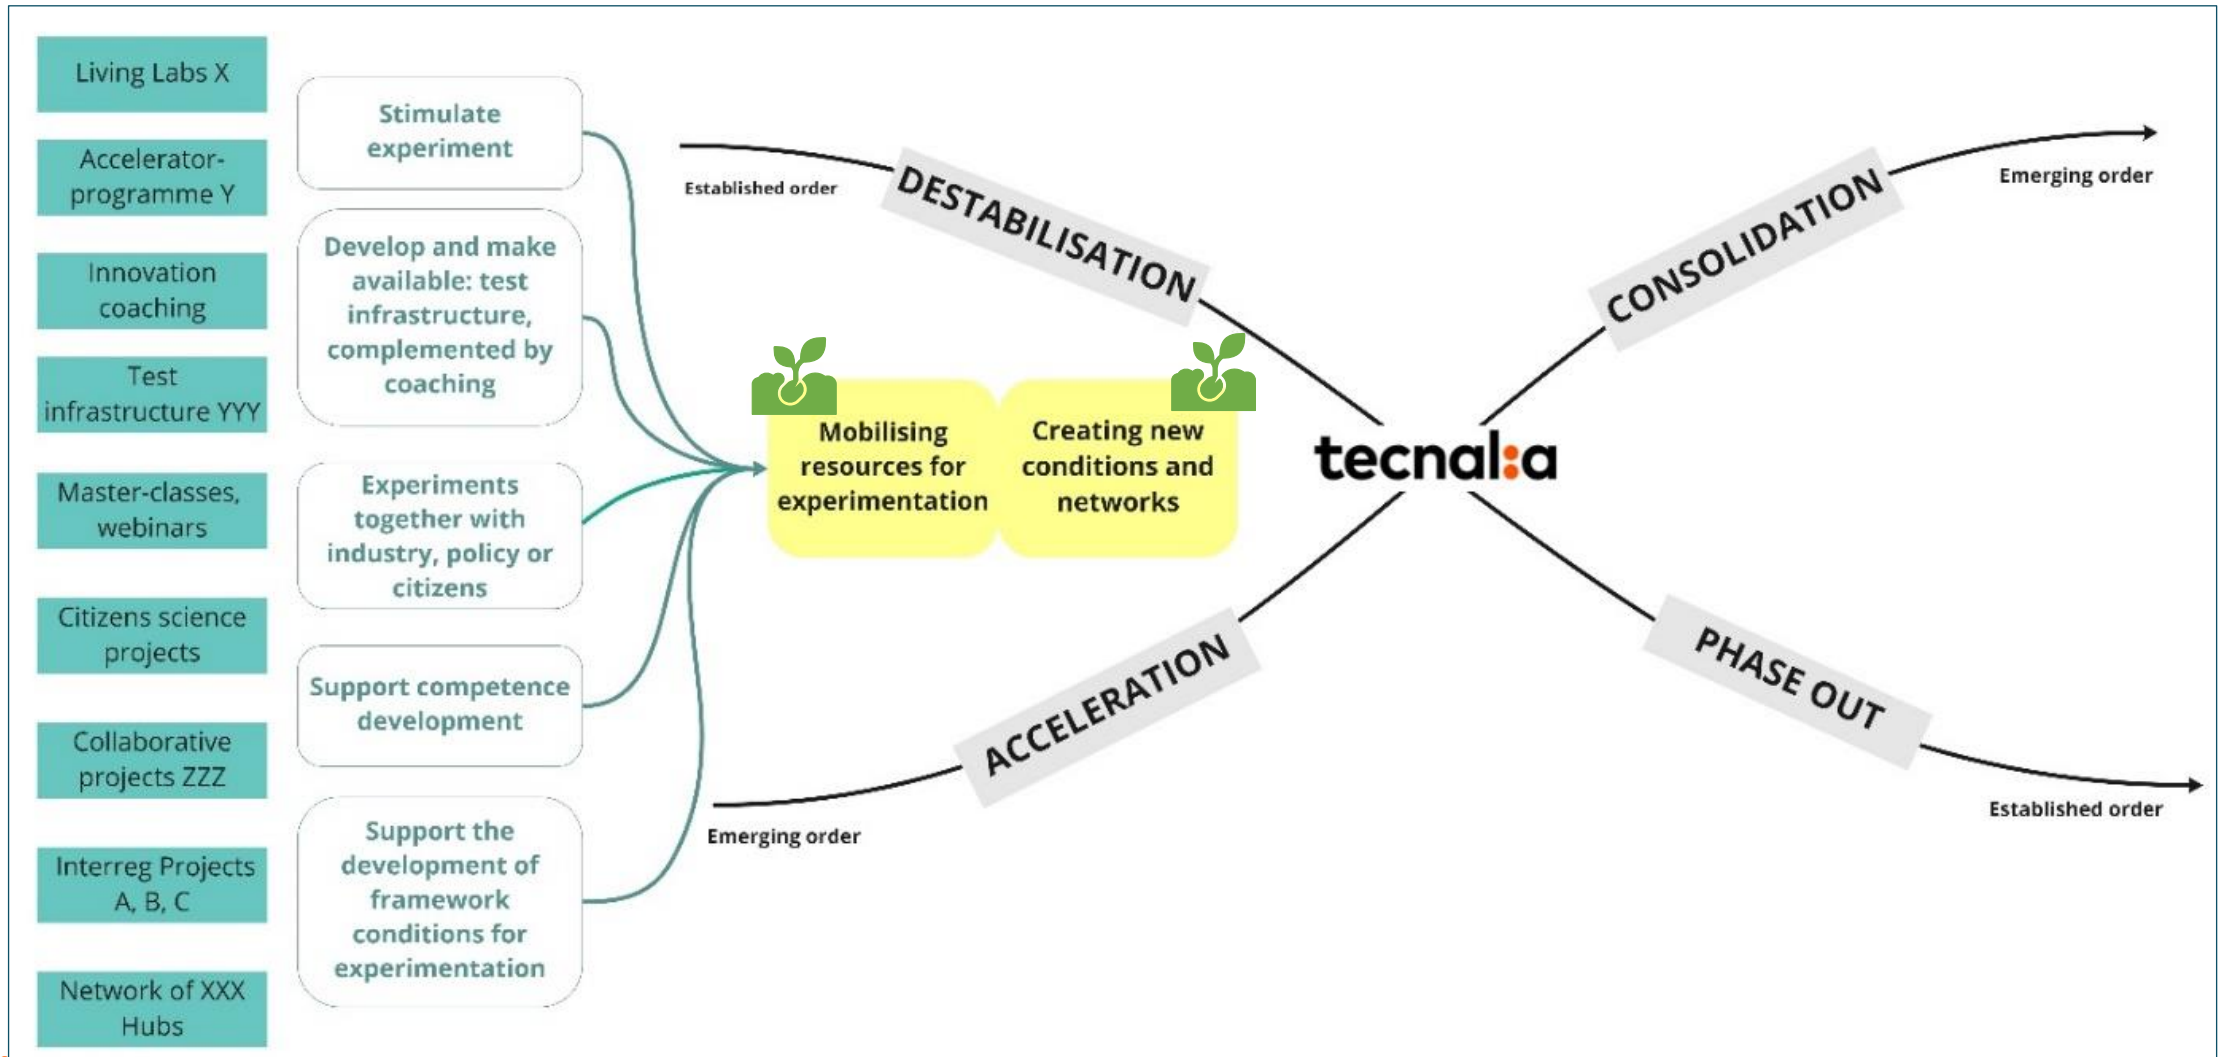 Living Labs X
Accelerator-
programme Y
Innovation
coaching
Test
infrastructure YYY
Master-classes,
webinars
Citizens science
projects
Collaborative
projects ZZZ
Interreg Projects
A, B, C
Network of XXX
Hubs
Stimulate
experiment
Develop and make
available: test
infrastructure,
complemented by
coaching
Experiments
together with
industry, policy or
citizens
Support competence
development
Support the
development of
framework
conditions for
experimentation
Mobilising
resources for
experimentation
Creating new
conditions and
networks
Established order
DESTABILISATION
CONSOLIDATION
Emerging order
tecnal:a
ACCELERATION
Emerging order
PHASE OUT
Established order